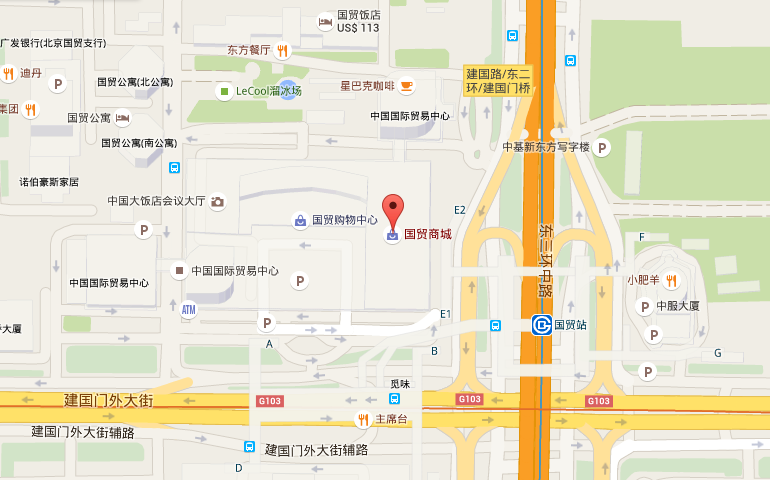 国贸饭店
US$ 113
广发银行(北京国贸支行)
东方餐厅
迪丹
P
国贸公寓(北公寓)
LeCool溜冰场
星巴克咖啡
建国路/东二
环/建国门桥
集团
国贸公寓
中国国际贸易中心
国贸公寓(南公寓)
中基新东方写字楼
P
诺伯豪斯家居
中国大饭店会议大厅
E2
P
国贸购物中心
国贸商城
东三环中路
F
中国国际贸易中心
中国国际贸易中心
P
小肥羊
ATM
P
中服大厦
P
E1
国贸站
大厦
P
A
B
G
P
觅味
建国门外大街
G103
G103
G103
主席台
建国门外大街辅路
建国门外大街辅路
D